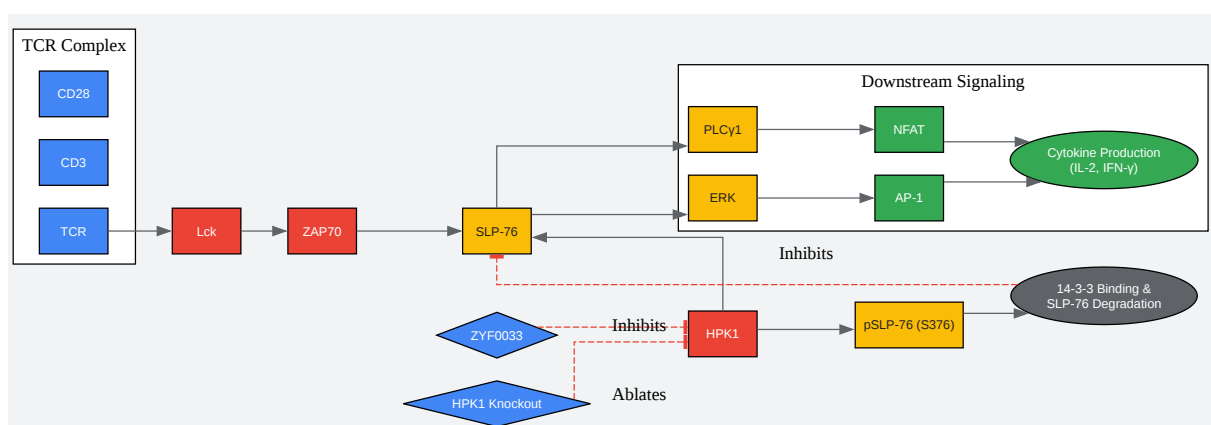 TCR Complex
CD28
CD3
TCR
Lck
ZAP70
SLP-76
Downstream Signaling
PLCγ1
NFAT
ERK
AP-1
Cytokine Production
(IL-2, IFN-γ)
Inhibits
14-3-3 Binding &
SLP-76 Degradation
ZYF0033
Inhibits
HPK1
pSLP-76 (S376)
HPK1 Knockout
Ablates